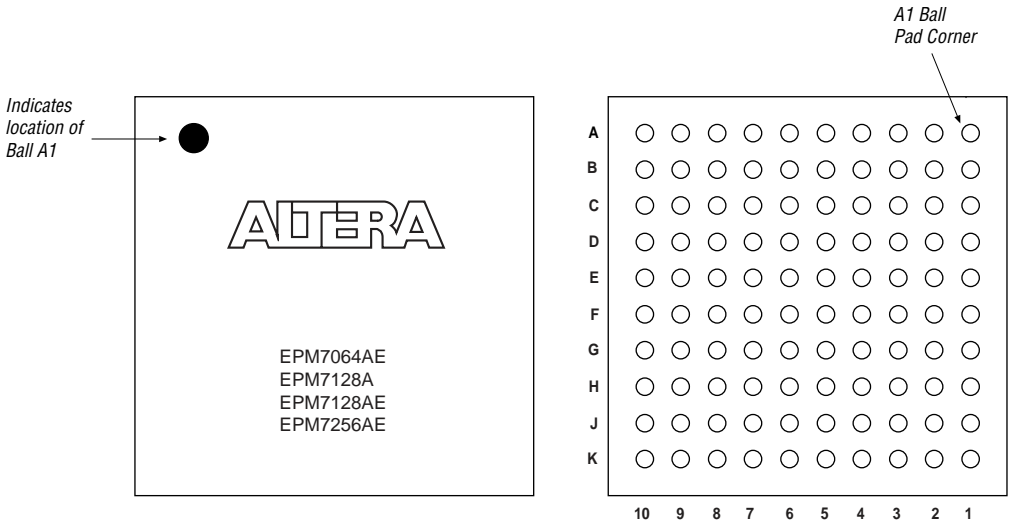 A1 Ball
Pad Corner
Indicates
location of
Ball A1
ALTERA
EPM7064AE
EPM7128A
EPM7128AE
EPM7256AE
A
B
C
D
E
F
G
H
J
K
10 9 8 7 6 5 4 3 2 1